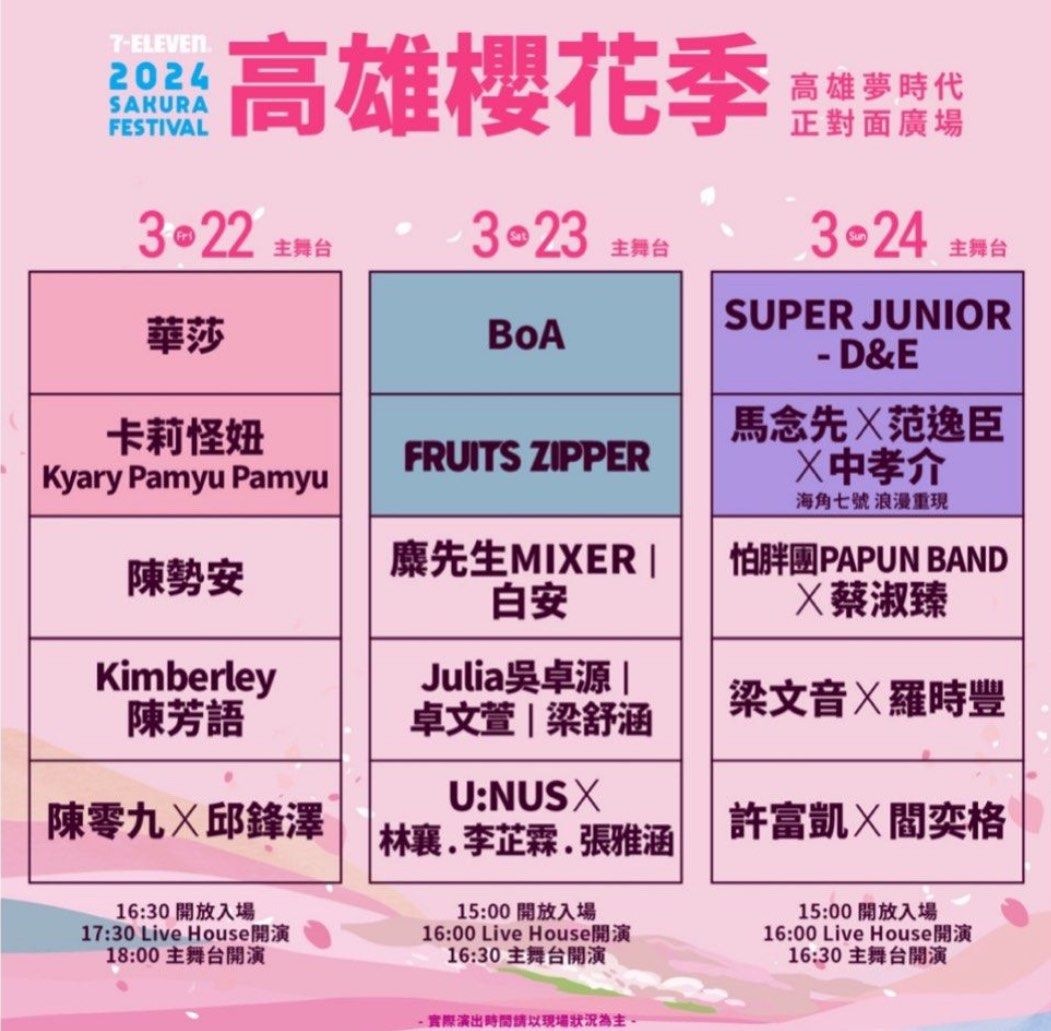 7-ELEVEn.
2024
SAKURA
FESTIVAL
高雄櫻花季
高雄夢時代
正對面廣場
3 Fri 22 主舞台
華莎
卡莉怪妞
Kyary Pamyu Pamyu
陳勢安
Kimberley
陳芳語
陳零九╳邱鋒澤
16:30 開放入場
17:30 Live House開演
18:00 主舞台開演
3 Sat 23 主舞台
BoA
FRUITS ZIPPER
麋先生MIXER |
白安
Julia吳卓源 |
卓文萱 | 梁舒涵
U:NUS╳
林襄 . 李芷霖 . 張雅涵
15:00 開放入場
16:00 Live House開演
16:30 主舞台開演
3 Sun 24 主舞台
SUPER JUNIOR
- D&E
馬念先╳范逸臣
╳中孝介
海角七號 浪漫重現
怕胖團PAPUN BAND
╳蔡淑臻
梁文音╳羅時豐
許富凱╳閻奕格
15:00 開放入場
16:00 Live House開演
16:30 主舞台開演
- 實際演出時間請以現場狀況為主 -